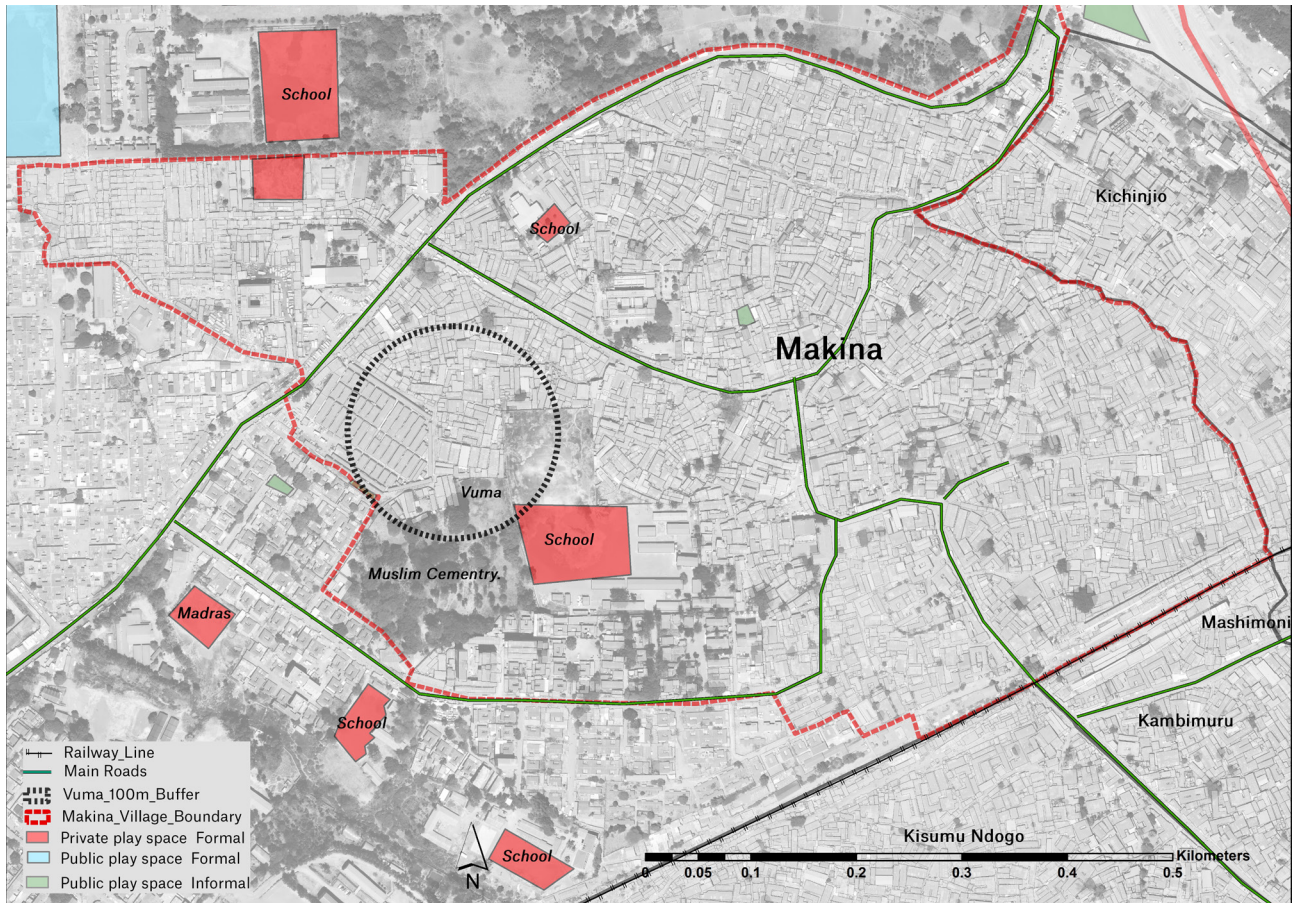 School
School
Kichinjio
Makina
Vuma
School
Muslim Cementry.
Madras
Mashimoni
School
Kambimuru
Railway_Line
Main Roads
Vuma_100m_Buffer
Makina_Village_Boundary
Private play space Formal
Public play space Formal
Public play space Informal
Kisumu Ndogo
School
N
Kilometers
0 0.05 0.1 0.2 0.3 0.4 0.5